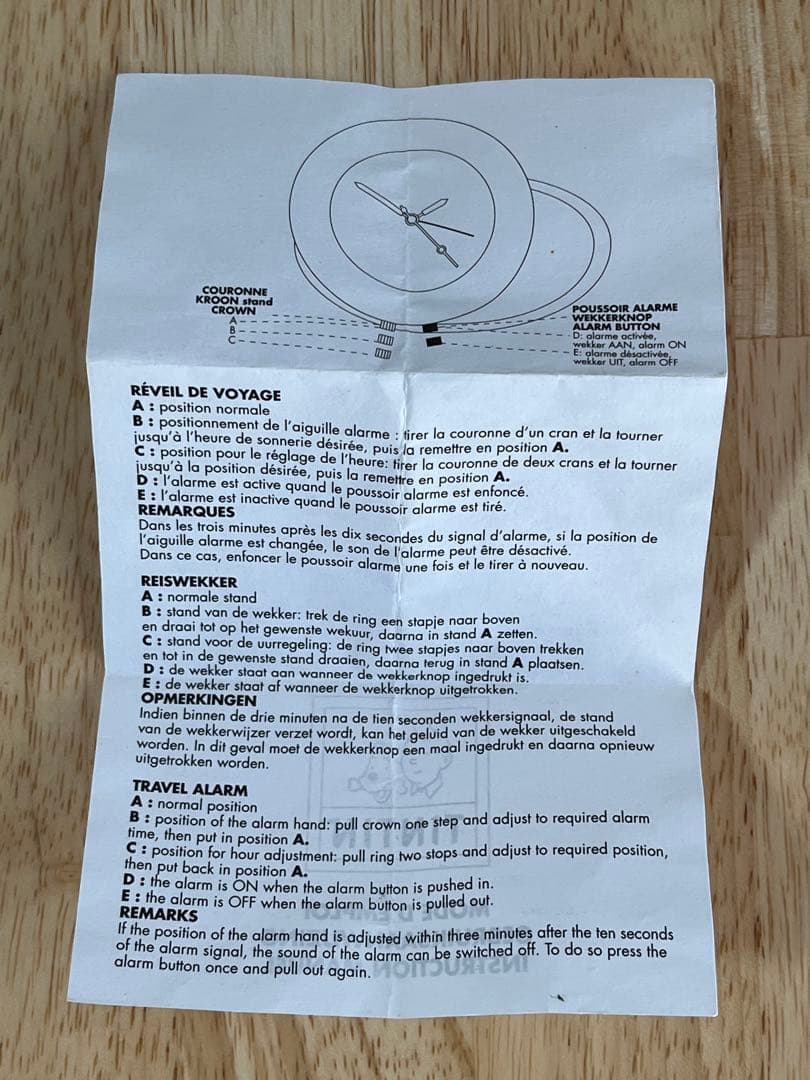 COURONNE
KROON stand
CROWN
A
B
C
POUSSOIR ALARME
WEKKERKNOP
ALARM BUTTON
D: alarme activée,
wekker AAN, alarm ON
E: alarme désactivée,
wekker UIT, alarm OFF
RÉVEIL DE VOYAGE
A : position normale
B : positionnement de l'aiguille alarme : tirer la couronne d'un cran et la tourner
jusqu'à l'heure de sonnerie désirée, puis la remettre en position A.
C : position pour le réglage de l'heure: tirer la couronne de deux crans et la tourner
jusqu'à la position désirée, puis la remettre en position A.
D : l'alarme est active quand le poussoir alarme est enfoncé.
E : l'alarme est inactive quand le poussoir alarme est tiré.
REMARQUES
Dans les trois minutes après les dix secondes du signal d'alarme, si la position de
l'aiguille alarme est changée, le son de l'alarme peut être désactivé.
Dans ce cas, enfoncer le poussoir alarme une fois et le tirer à nouveau.
REISWEKKER
A : normale stand
B : stand van de wekker: trek de ring een stapje naar boven
en draai tot op het gewenste wekuur, daarna in stand A zetten.
C : stand voor de uurregeling: de ring twee stapjes naar boven trekken
en tot in de gewenste stand draaien, daarna terug in stand A plaatsen.
D : de wekker staat aan wanneer de wekkerknop ingedrukt is.
E : de wekker staat af wanneer de wekkerknop uitgetrokken.
OPMERKINGEN
Indien binnen de drie minuten na de tien seconden wekkersignaal, de stand
van de wekkerwijzer verzet wordt, kan het geluid van de wekker uitgeschakeld
worden. In dit geval moet de wekkerknop een maal ingedrukt en daarna opnieuw
uitgetrokken worden.
TRAVEL ALARM
A : normal position
B : position of the alarm hand: pull crown one step and adjust to required alarm
time, then put in position A.
C : position for hour adjustment: pull ring two stops and adjust to required position,
then put back in position A.
D : the alarm is ON when the alarm button is pushed in.
E : the alarm is OFF when the alarm button is pulled out.
REMARKS
If the position of the alarm hand is adjusted within three minutes after the ten seconds
of the alarm signal, the sound of the alarm can be switched off. To do so press the
alarm button once and pull out again.
TINTIN
MODE D'EMPLOI